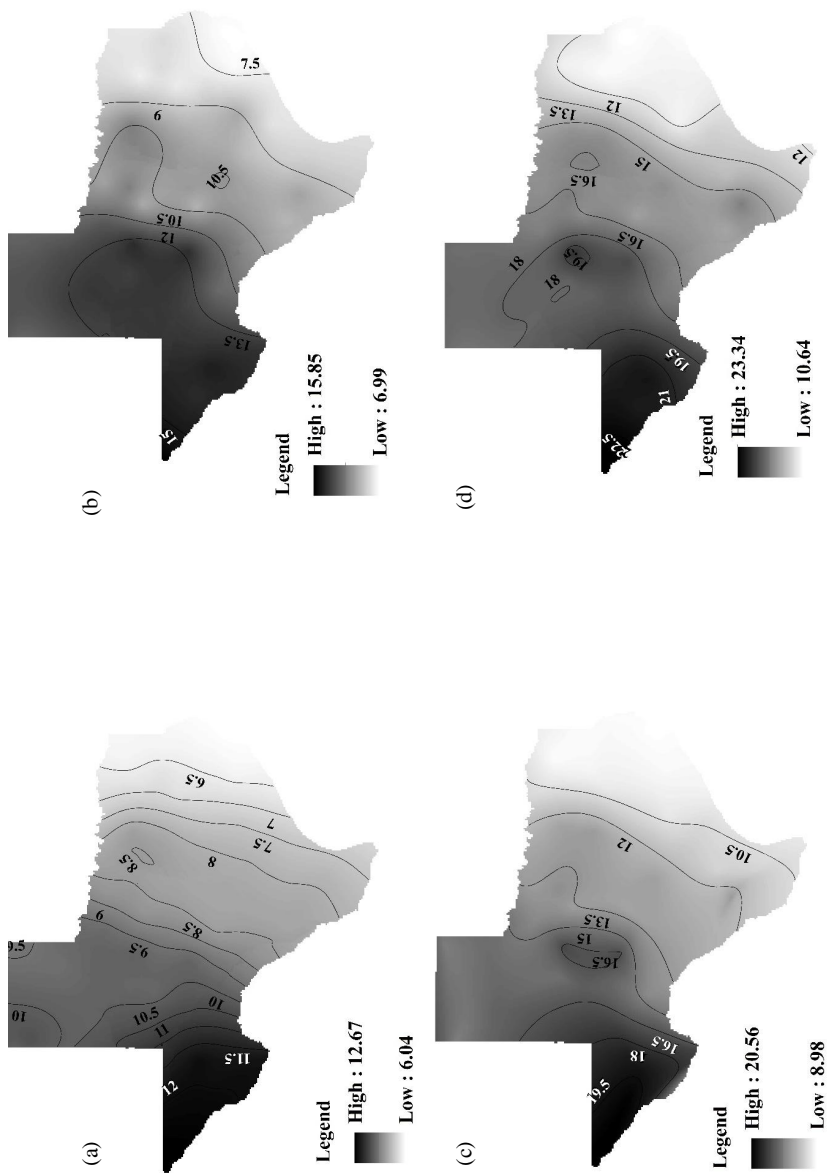 (a)
9.5
10
6.5
7
7.5
8
8.5
9
8.5
9.5
10
10.5
11
11.5
12
Legend
High : 12.67
Low : 6.04
(b)
7.5
9
10.5
10.5
12
13.5
15
Legend
High : 15.85
Low : 6.99
(c)
10.5
12
13.5
15
16.5
16.5
18
19.5
Legend
High : 20.56
Low : 8.98
(d)
12
13.5
15
12
16.5
16.5
18
19.5
18
19.5
21
22.5
Legend
High : 23.34
Low : 10.64